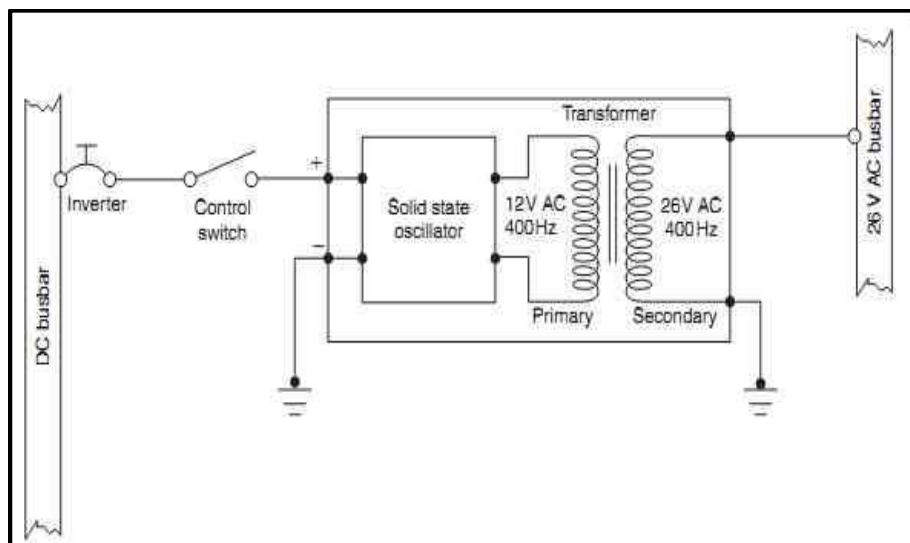 Transformer
26 V AC busbar
+
Inverter
Control
switch
Solid state
oscillator
12V AC
400Hz
26V AC
400Hz
−
Primary
Secondary
DC busbar